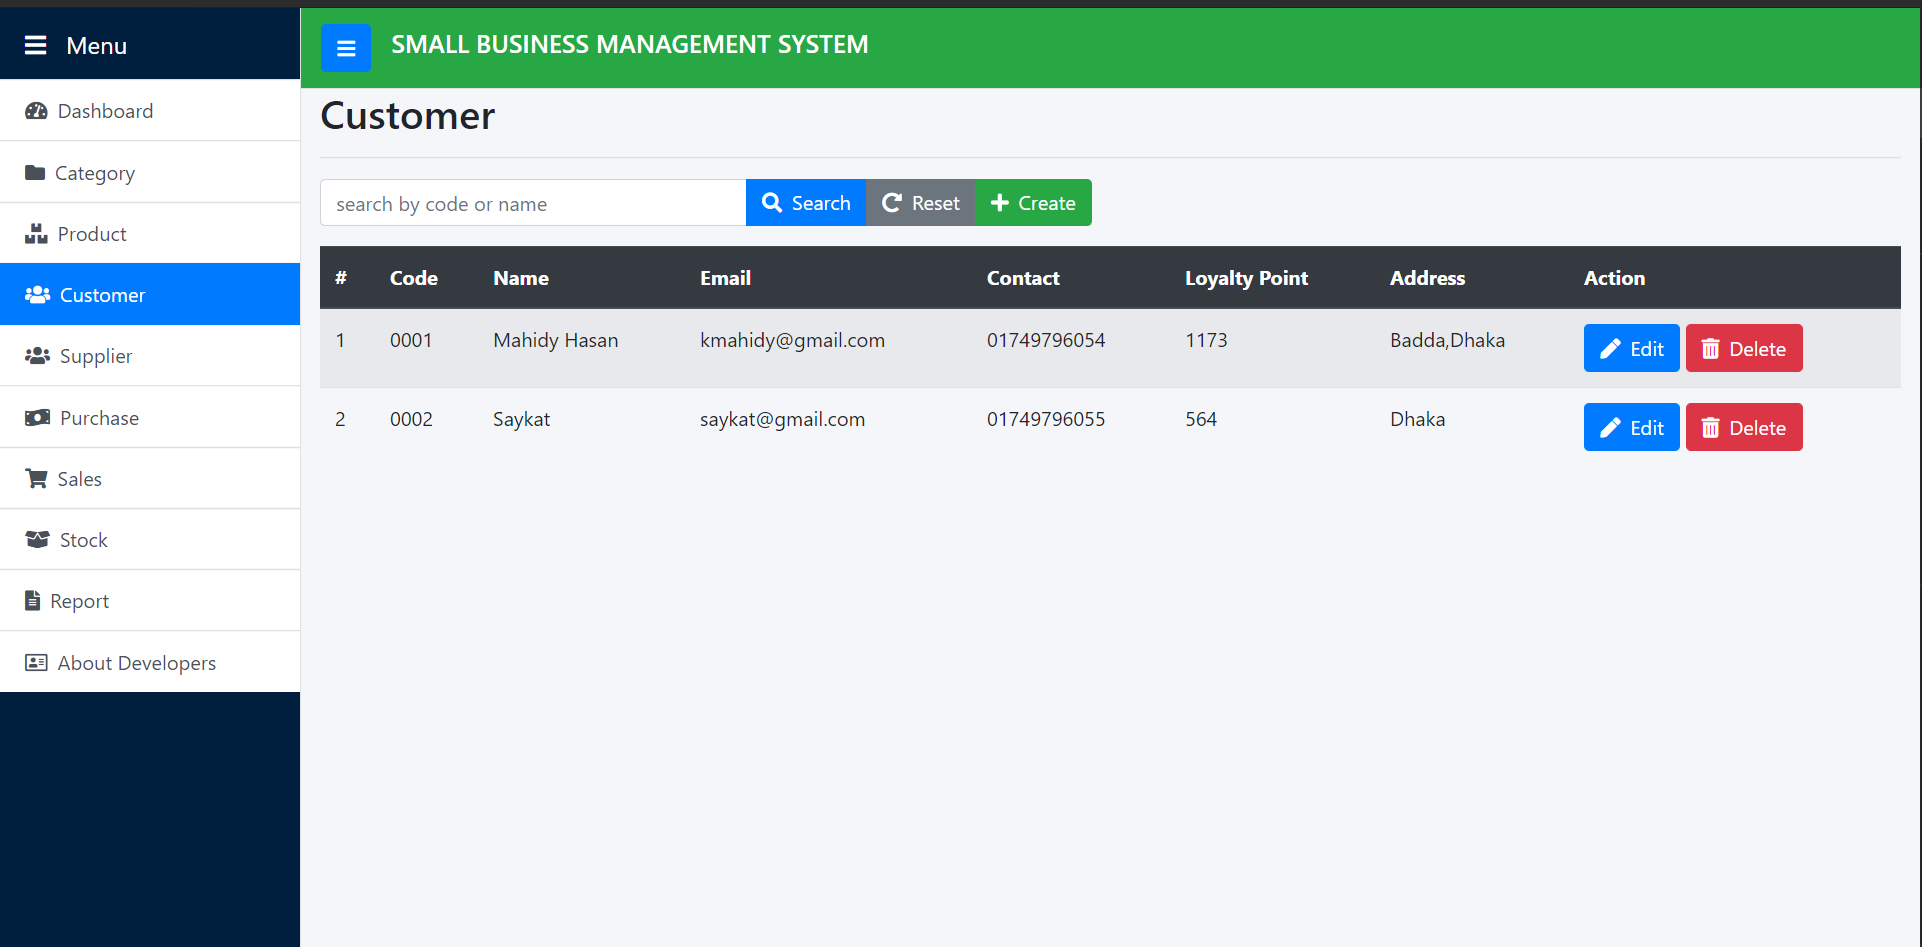 Menu
Dashboard
Category
Product
Customer
Supplier
Purchase
Sales
Stock
Report
About Developers
SMALL BUSINESS MANAGEMENT SYSTEM
Customer
search by code or name Search Reset Create
# Code Name Email Contact Loyalty Point Address Action
1 0001 Mahidy Hasan kmahidy@gmail.com 01749796054 1173 Badda,Dhaka Edit Delete
2 0002 Saykat saykat@gmail.com 01749796055 564 Dhaka Edit Delete